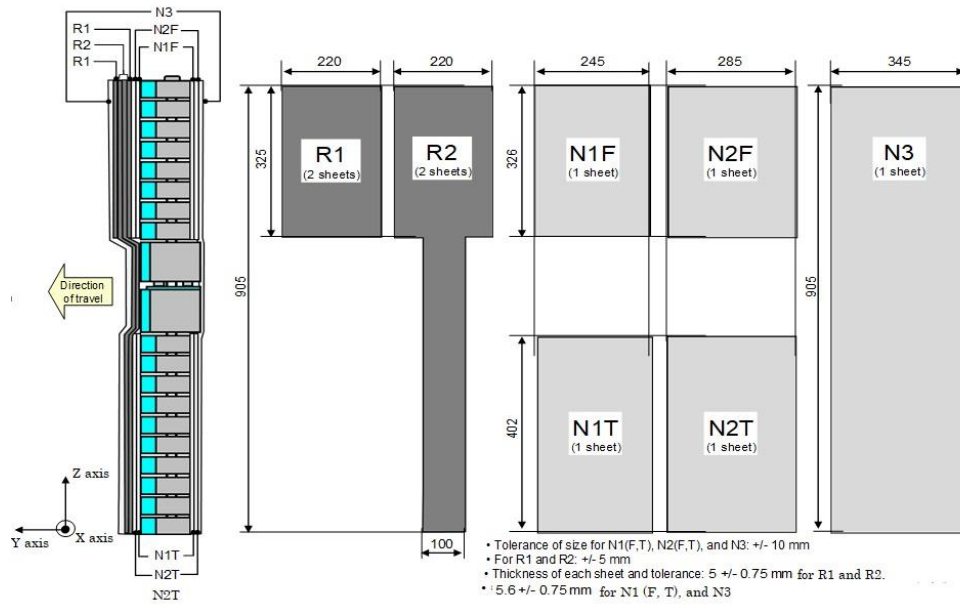 N3
R1
N2F
R2
N1F
R1
220
220
245
285
345
325
905
326
905
402
R1
(2 sheets)
R2
(2 sheets)
N1F
(1 sheet)
N2F
(1 sheet)
N3
(1 sheet)
Direction
of travel
N1T
(1 sheet)
N2T
(1 sheet)
Z axis
Y axis
X axis
100
N1T
N2T
N2T
• Tolerance of size for N1(F,T), N2(F,T), and N3: +/- 10 mm
• For R1 and R2: +/- 5 mm
• Thickness of each sheet and tolerance: 5 +/- 0.75 mm for R1 and R2.
• 5.6 +/- 0.75 mm for N1 (F, T), and N3